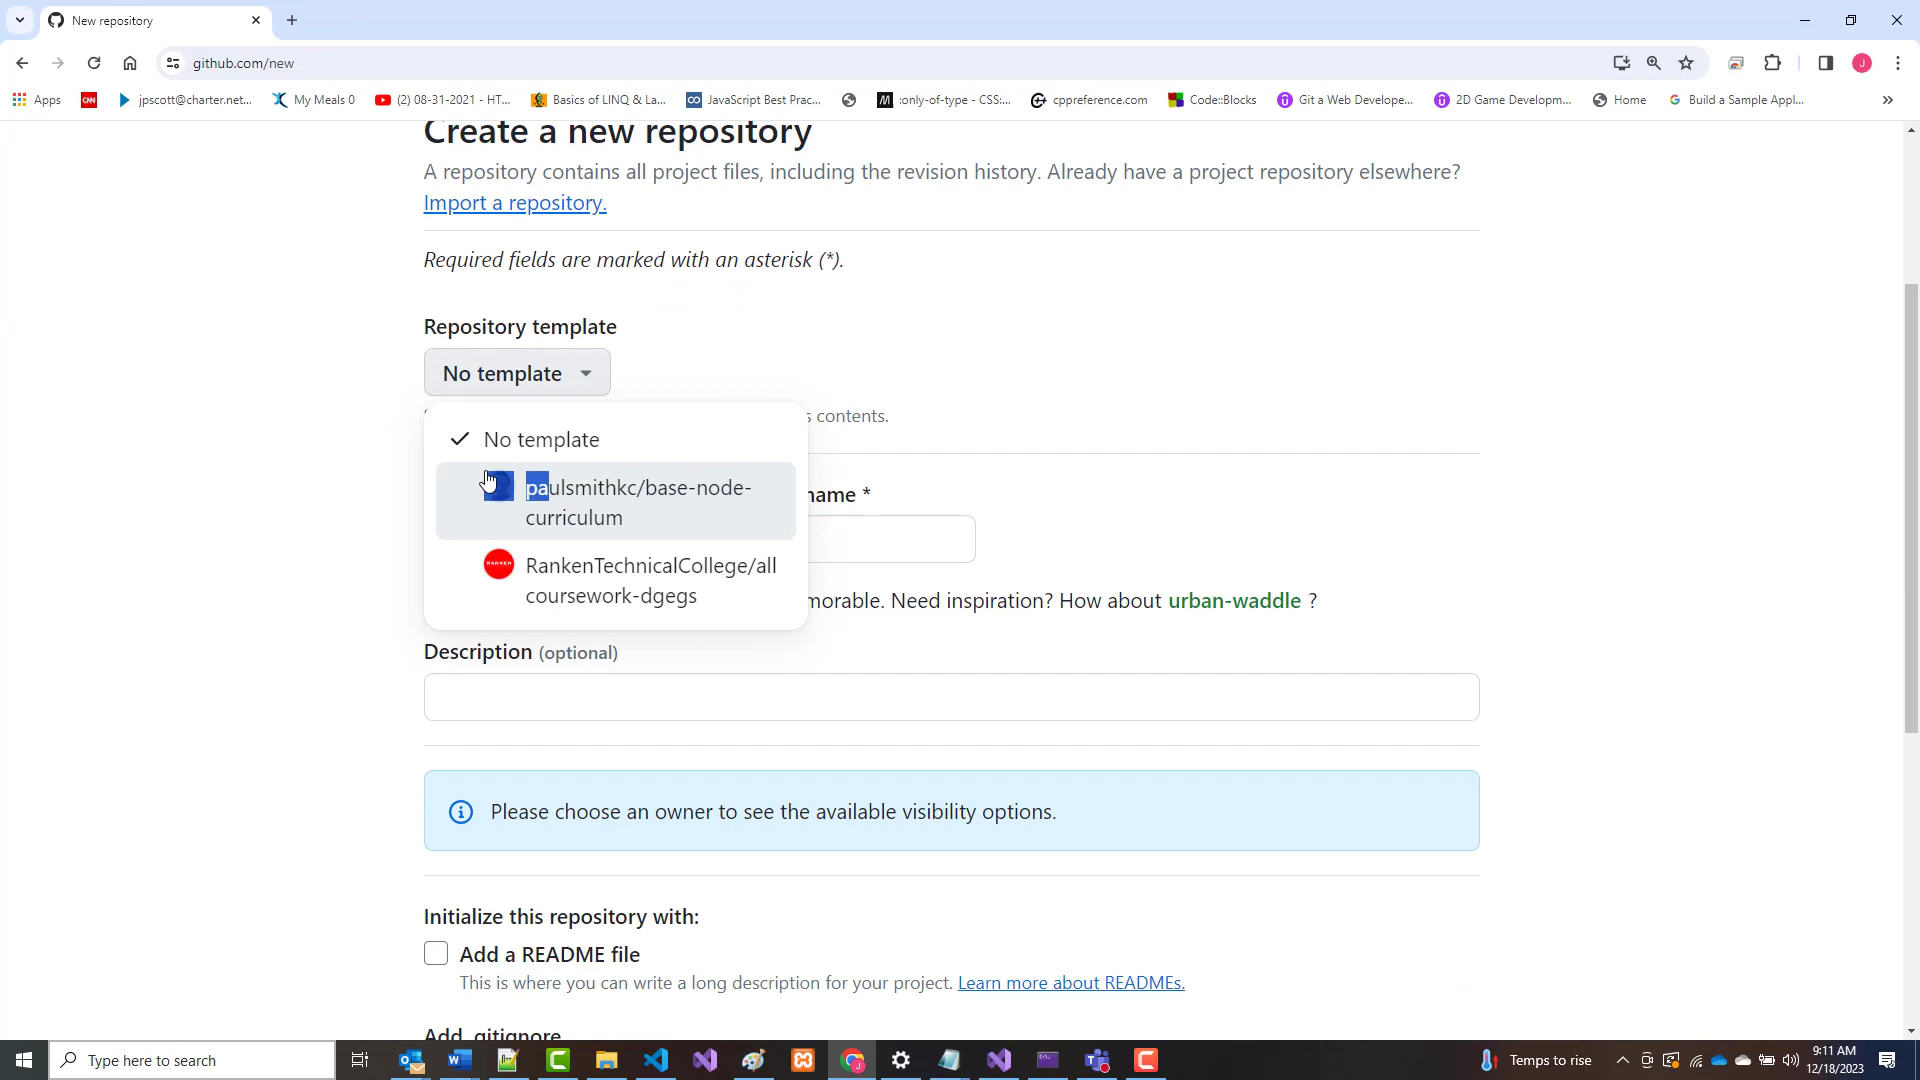 New repository
github.com/new
Apps
CNN
jpscott@charter.net...
My Meals 0
(2) 08-31-2021 - HT...
Basics of LINQ & La...
JavaScript Best Prac...
:only-of-type - CSS:...
cppreference.com
Code::Blocks
Git a Web Develope...
2D Game Developm...
Home
Build a Sample Appl...
Create a new repository
A repository contains all project files, including the revision history. Already have a project repository elsewhere?
Import a repository.
Required fields are marked with an asterisk (*).
Repository template
No template
s contents.
No template
paulsmithkc/base-node-
curriculum
name *
RANKEN
RankenTechnicalCollege/all
coursework-dgegs
morable. Need inspiration? How about urban-waddle ?
Description (optional)
Please choose an owner to see the available visibility options.
Initialize this repository with:
Add a README file
This is where you can write a long description for your project. Learn more about READMEs.
Add .gitignore
Type here to search
Temps to rise
9:11 AM
12/18/2023